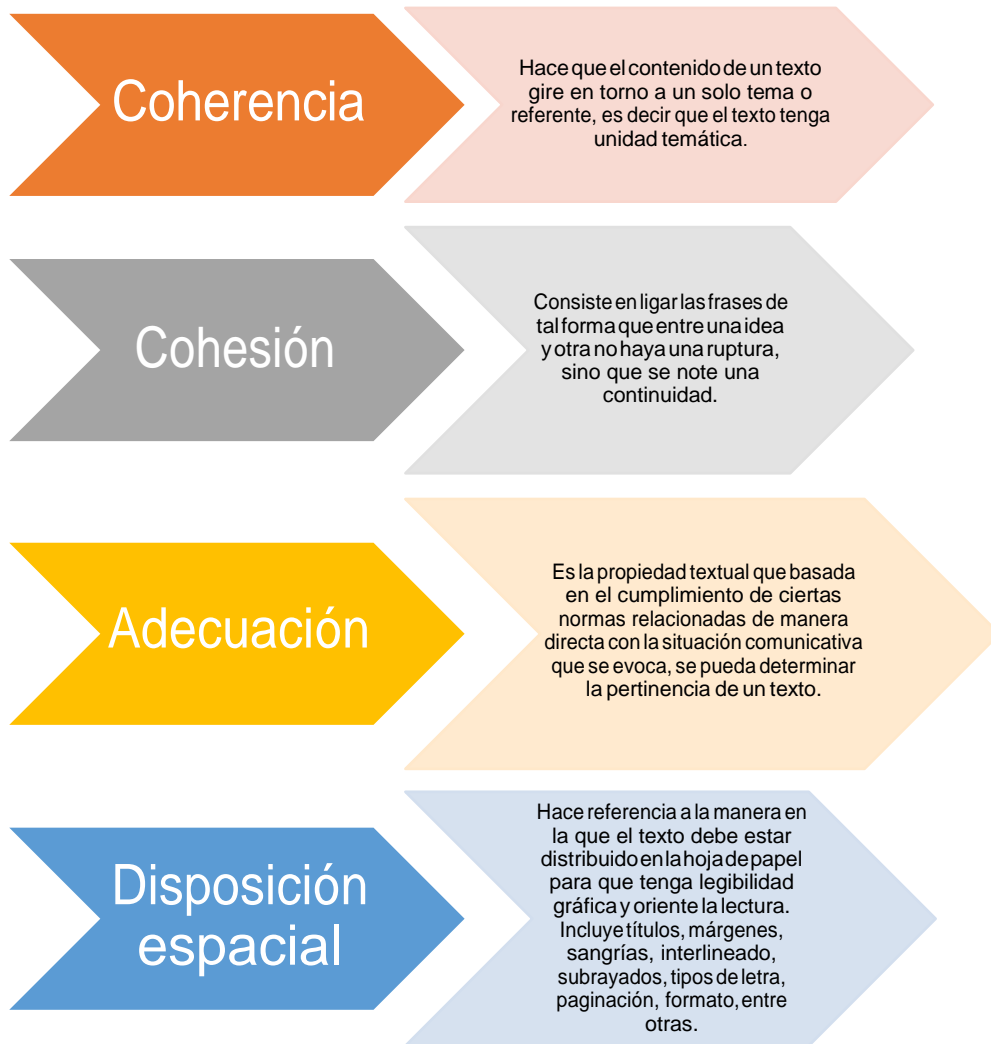 Coherencia
Hace que el contenido de un texto
gire en torno a un solo tema o
referente, es decir que el texto tenga
unidad temática.
Cohesión
Consiste en ligar las frases de
tal forma que entre una idea
y otra no haya una ruptura,
sino que se note una
continuidad.
Adecuación
Es la propiedad textual que basada
en el cumplimiento de ciertas
normas relacionadas de manera
directa con la situación comunicativa
que se evoca, se pueda determinar
la pertinencia de un texto.
Disposición
espacial
Hace referencia a la manera en
la que el texto debe estar
distribuido en la hoja de papel
para que tenga legibilidad
gráfica y oriente la lectura.
Incluye títulos, márgenes,
sangrías, interlineado,
subrayados, tipos de letra,
paginación, formato, entre
otras.